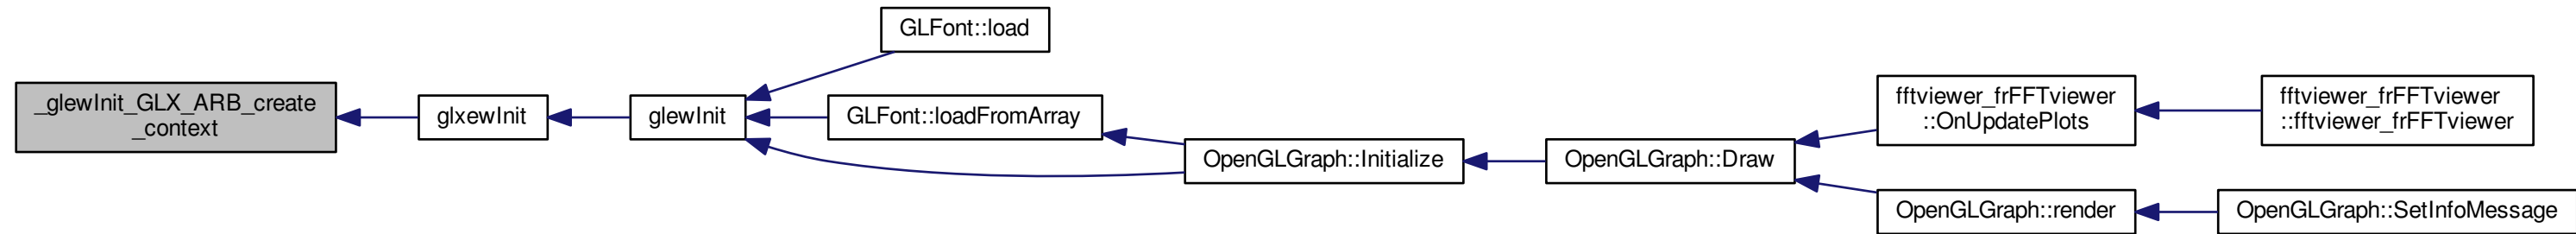 _glewInit_GLX_ARB_create
_context
glxewInit
glewInit
GLFont::load
GLFont::loadFromArray
OpenGLGraph::Initialize
OpenGLGraph::Draw
fftviewer_frFFTviewer
::OnUpdatePlots
fftviewer_frFFTviewer
::fftviewer_frFFTviewer
OpenGLGraph::render
OpenGLGraph::SetInfoMessage